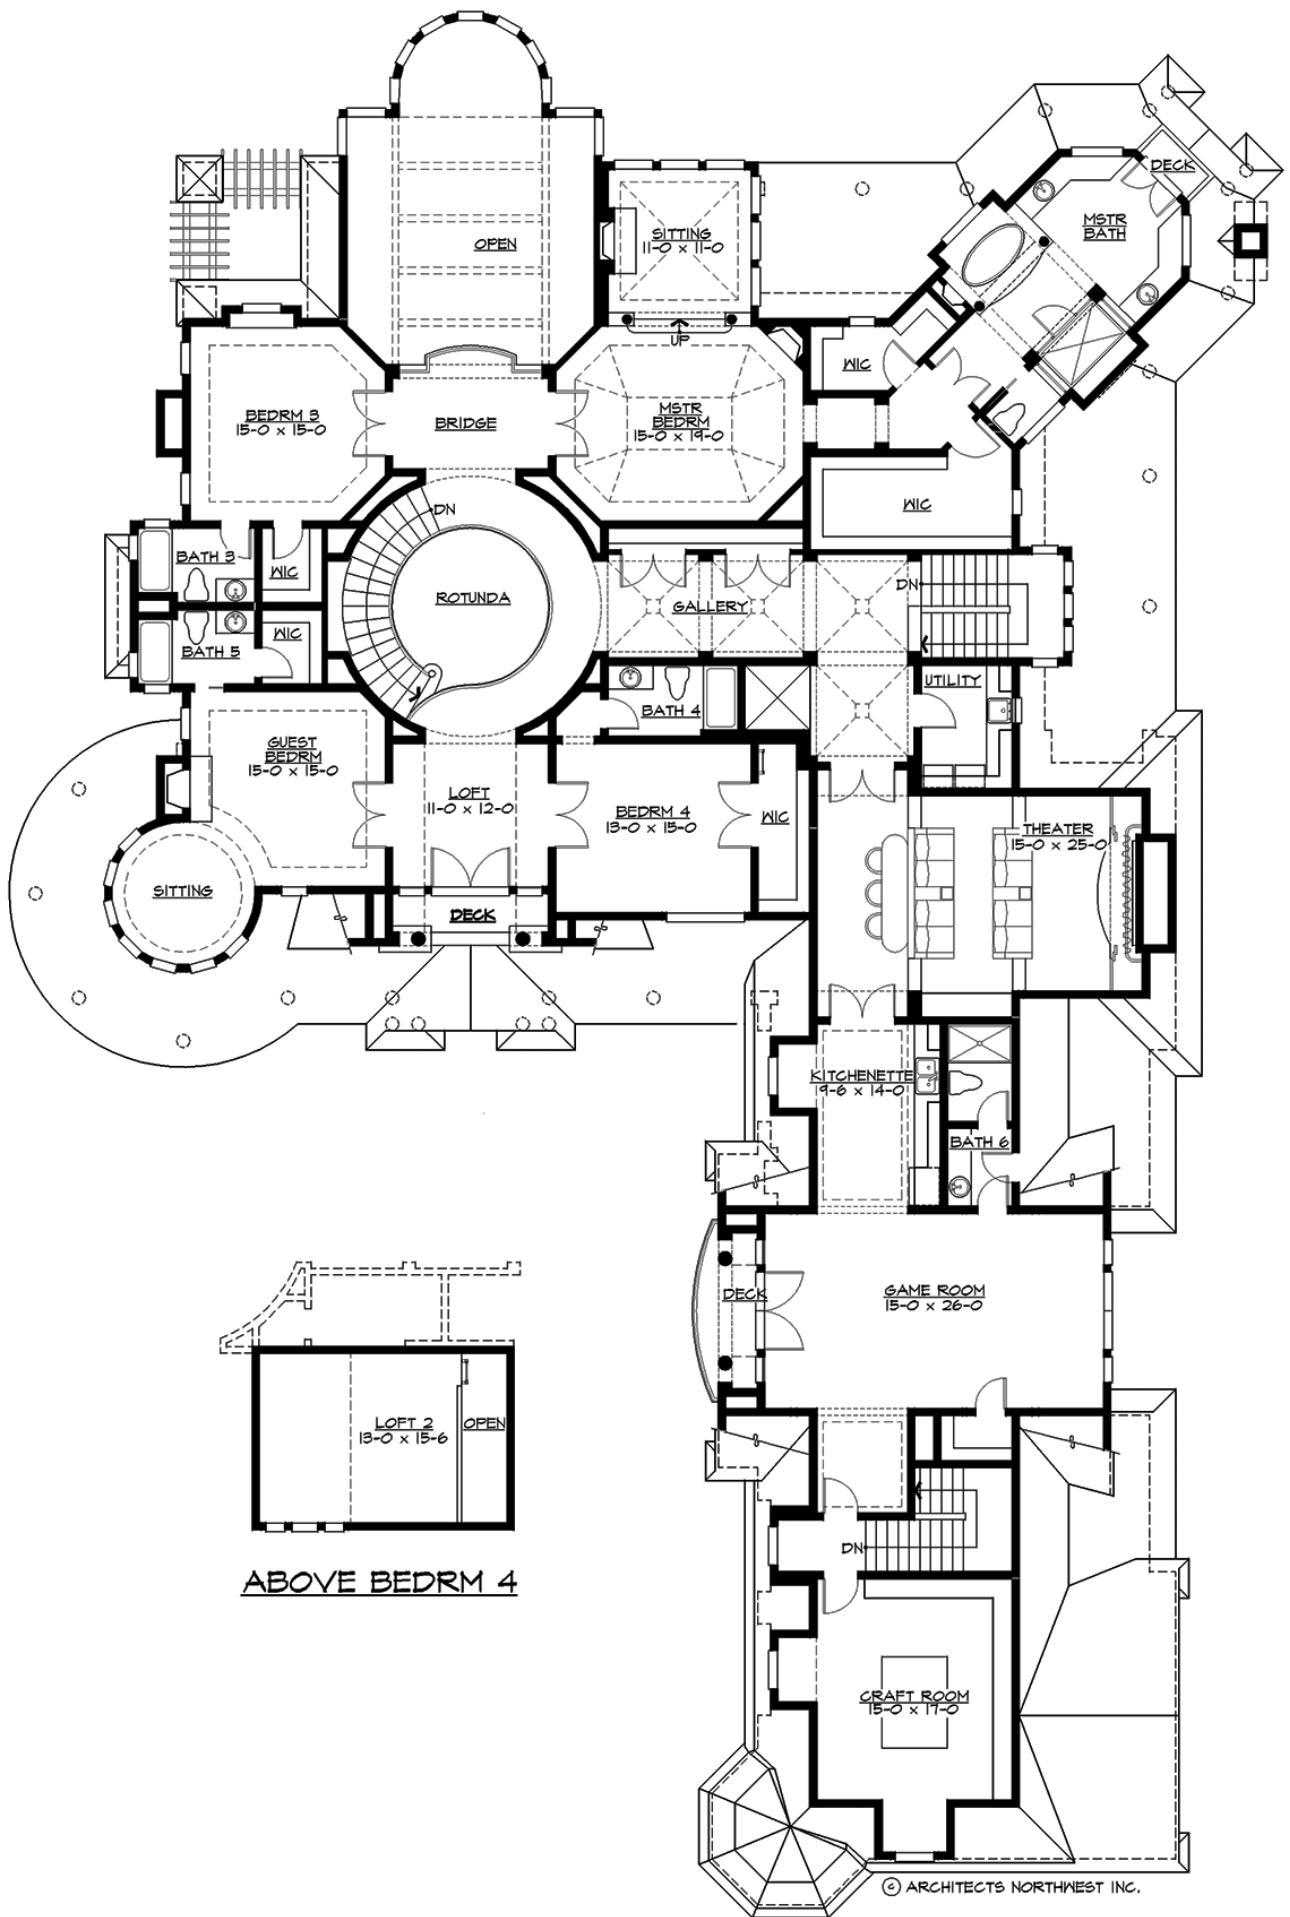 DECK
MSTR
BATH
OPEN
SITTING
11-0 x 11-0
UP
WIC
BEDRM 3
15-0 x 15-0
BRIDGE
MSTR
BEDRM
15-0 x 19-0
DN
WIC
BATH 3
WIC
ROTUNDA
GALLERY
DN
BATH 5
WIC
UTILITY
BATH 4
GUEST
BEDRM
15-0 x 15-0
LOFT
11-0 x 12-0
BEDRM 4
13-0 x 15-0
WIC
THEATER
15-0 x 25-0
SITTING
DECK
KITCHENETTE
9-6 x 14-0
BATH 6
DECK
GAME ROOM
15-0 x 26-0
LOFT 2
13-0 x 15-6
OPEN
DN
ABOVE BEDRM 4
CRAFT ROOM
15-0 x 17-0
© ARCHITECTS NORTHWEST INC.